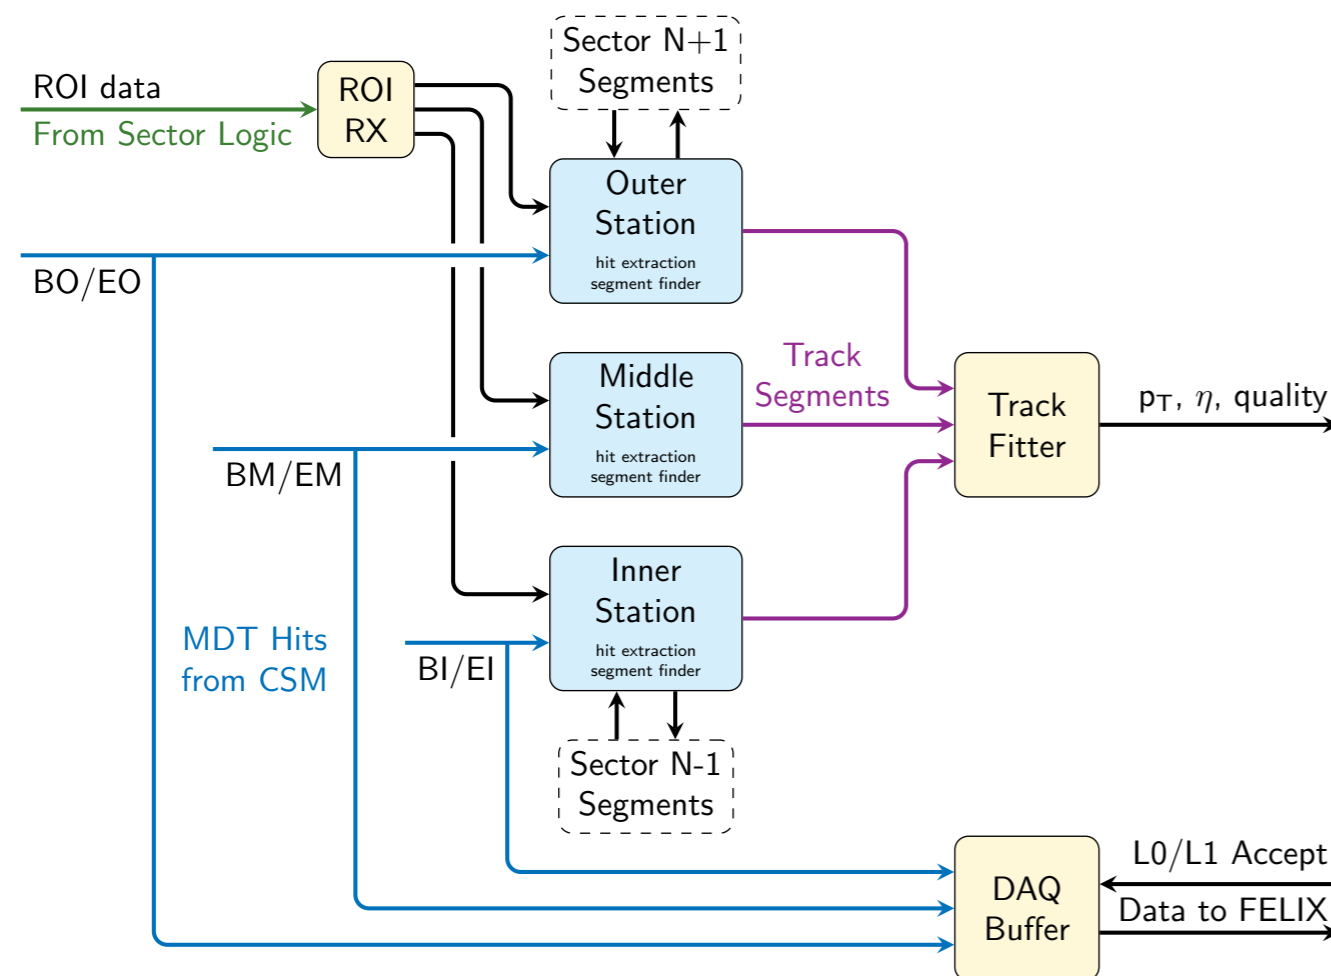 Sector N+1
Segments
ROI data
From Sector Logic
ROI
RX
Outer
Station
hit extraction
segment finder
BO/EO
Middle
Station
hit extraction
segment finder
Track
Segments
Track
Fitter
pT, η, quality
BM/EM
Inner
Station
hit extraction
segment finder
MDT Hits
from CSM
BI/EI
Sector N-1
Segments
DAQ
Buffer
L0/L1 Accept
Data to FELIX